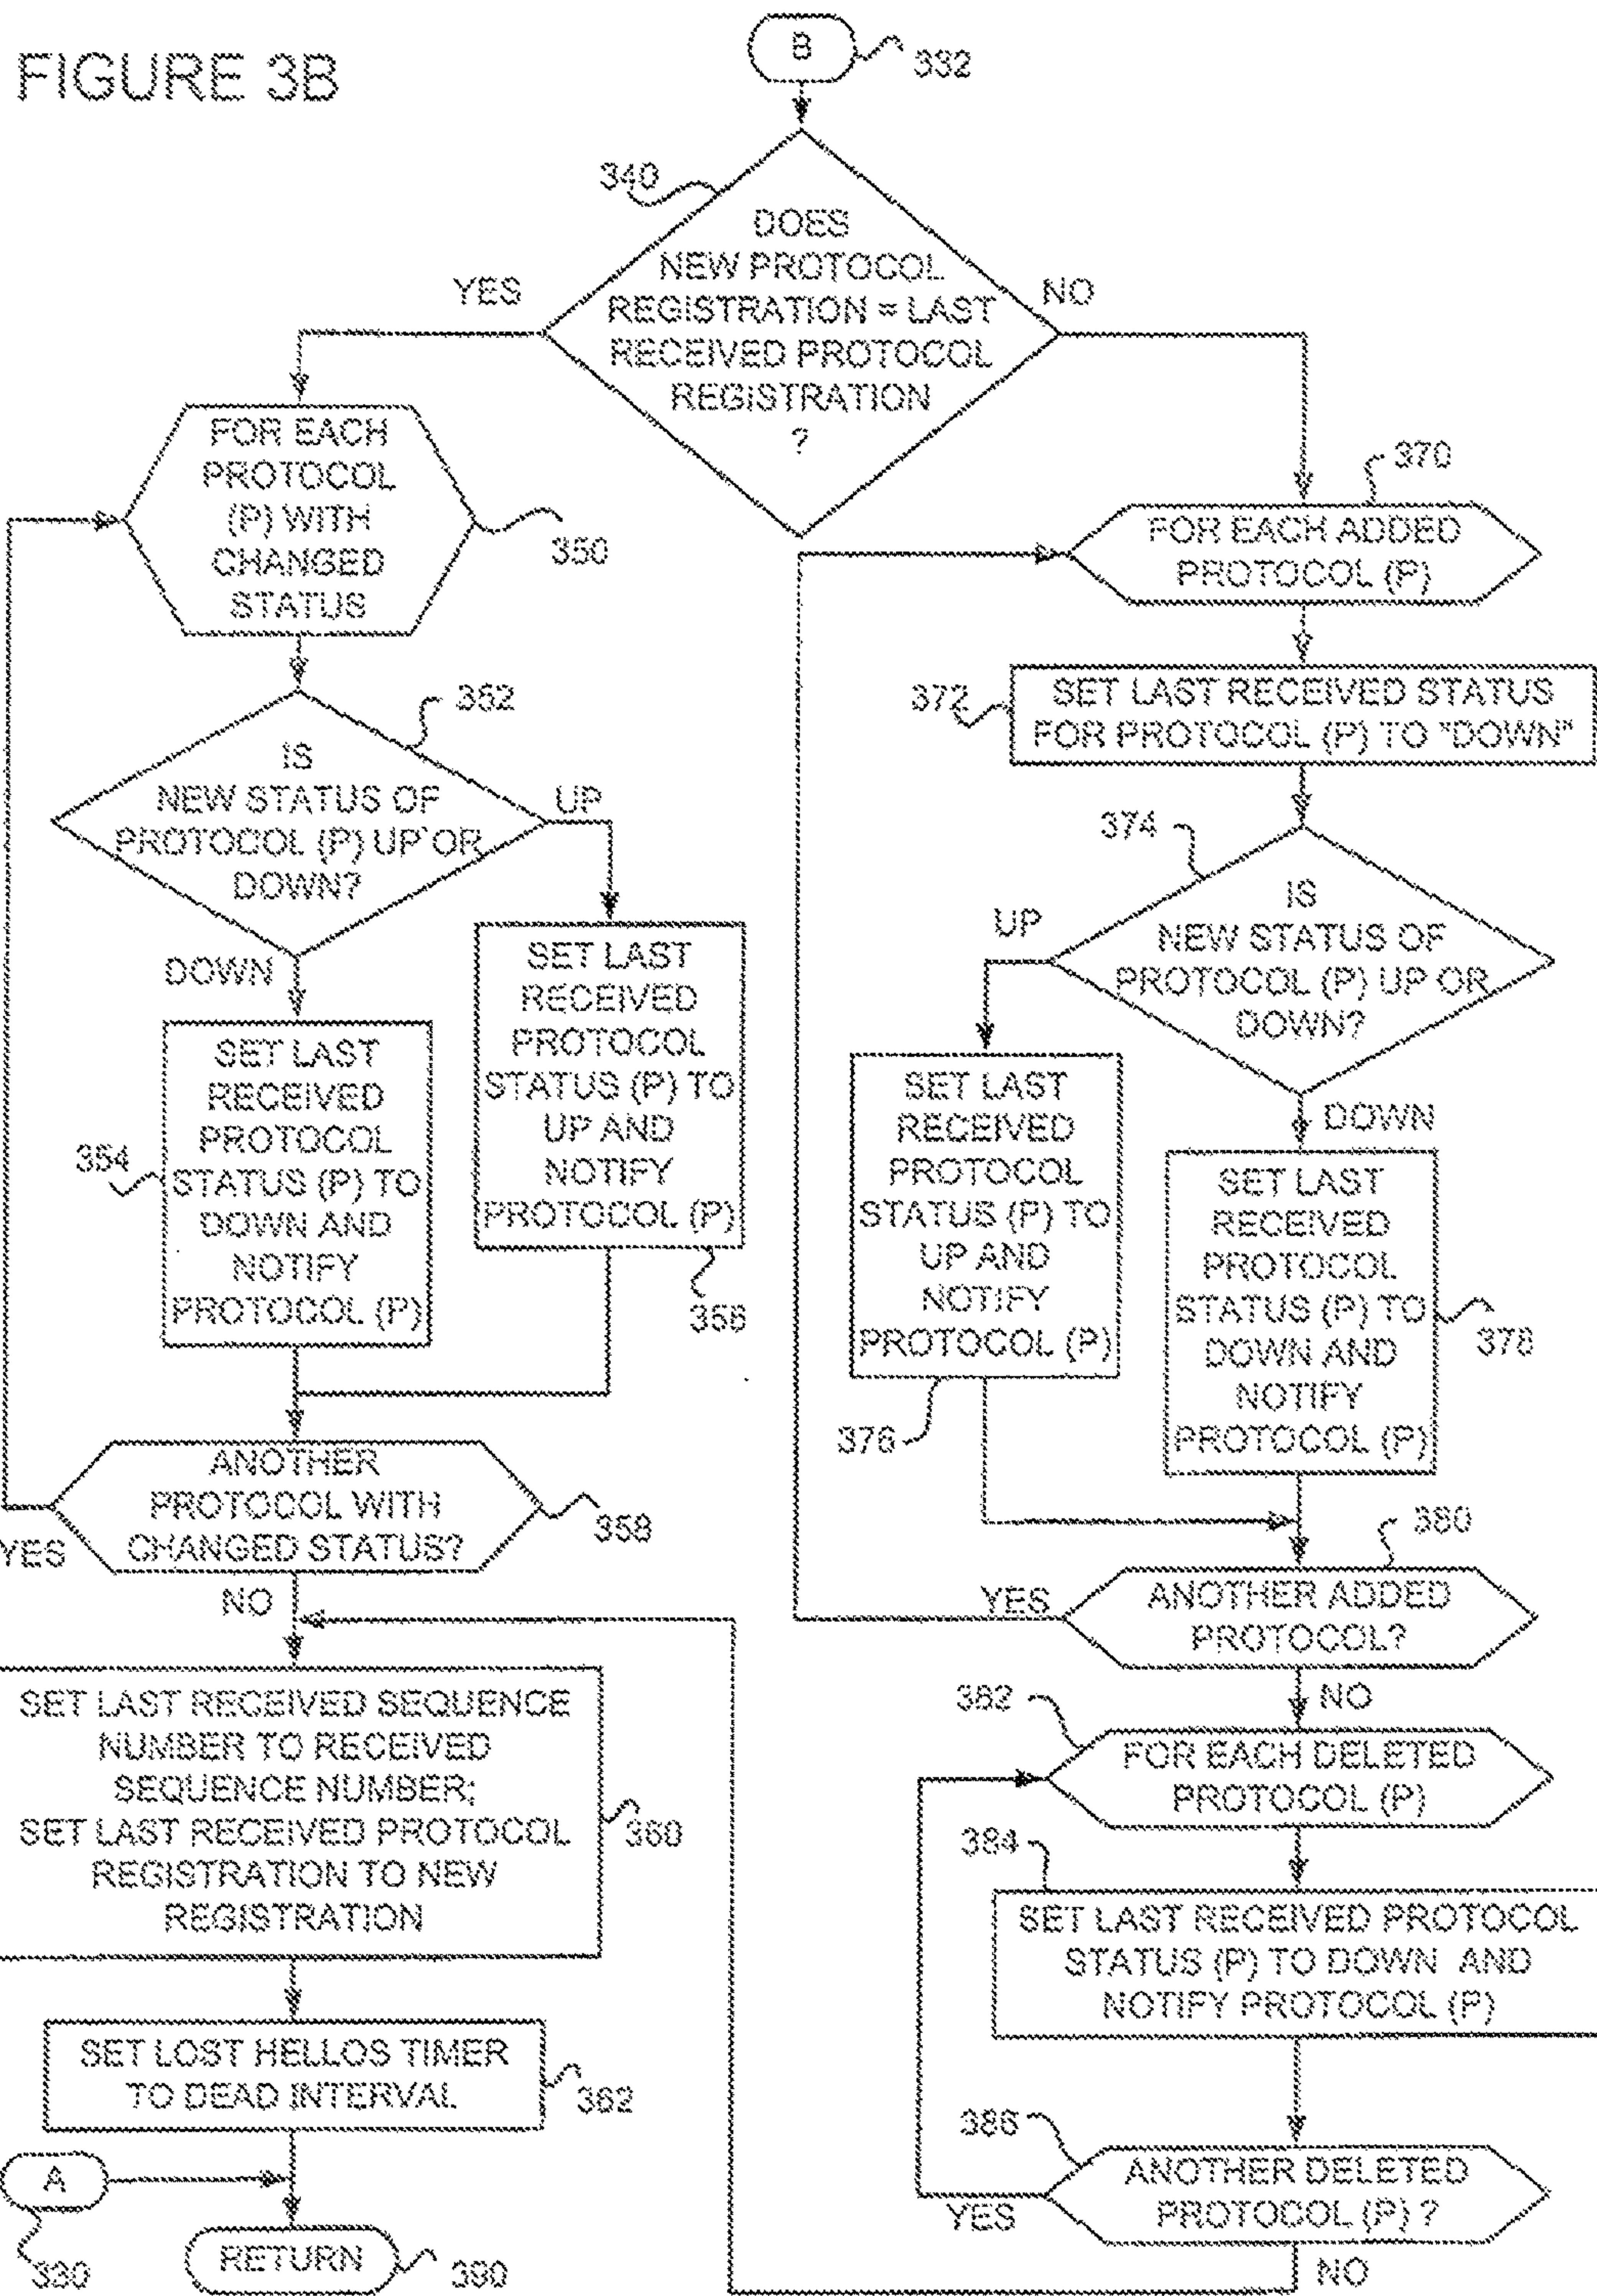 FIGURE 3B
B
332
340
DOES
NEW PROTOCOL
REGISTRATION = LAST
RECEIVED PROTOCOL
REGISTRATION
?
YES
NO
FOR EACH
PROTOCOL
(P) WITH
CHANGED
STATUS
350
352
IS
NEW STATUS OF
PROTOCOL (P) UP OR
DOWN?
UP
DOWN
SET LAST
RECEIVED
PROTOCOL
STATUS (P) TO
UP AND
NOTIFY
PROTOCOL (P)
356
354
SET LAST
RECEIVED
PROTOCOL
STATUS (P) TO
DOWN AND
NOTIFY
PROTOCOL (P)
ANOTHER
PROTOCOL WITH
CHANGED STATUS?
358
YES
NO
SET LAST RECEIVED SEQUENCE
NUMBER TO RECEIVED
SEQUENCE NUMBER;
SET LAST RECEIVED PROTOCOL
REGISTRATION TO NEW
REGISTRATION
360
SET LOST HELLOS TIMER
TO DEAD INTERVAL
362
A
330
RETURN
390
370
FOR EACH ADDED
PROTOCOL (P)
372
SET LAST RECEIVED STATUS
FOR PROTOCOL (P) TO "DOWN"
374
IS
NEW STATUS OF
PROTOCOL (P) UP OR
DOWN?
UP
DOWN
SET LAST
RECEIVED
PROTOCOL
STATUS (P) TO
UP AND
NOTIFY
PROTOCOL (P)
376
SET LAST
RECEIVED
PROTOCOL
STATUS (P) TO
DOWN AND
NOTIFY
PROTOCOL (P)
378
380
ANOTHER ADDED
PROTOCOL?
YES
NO
382
FOR EACH DELETED
PROTOCOL (P)
384
SET LAST RECEIVED PROTOCOL
STATUS (P) TO DOWN AND
NOTIFY PROTOCOL (P)
386
ANOTHER DELETED
PROTOCOL (P) ?
YES
NO